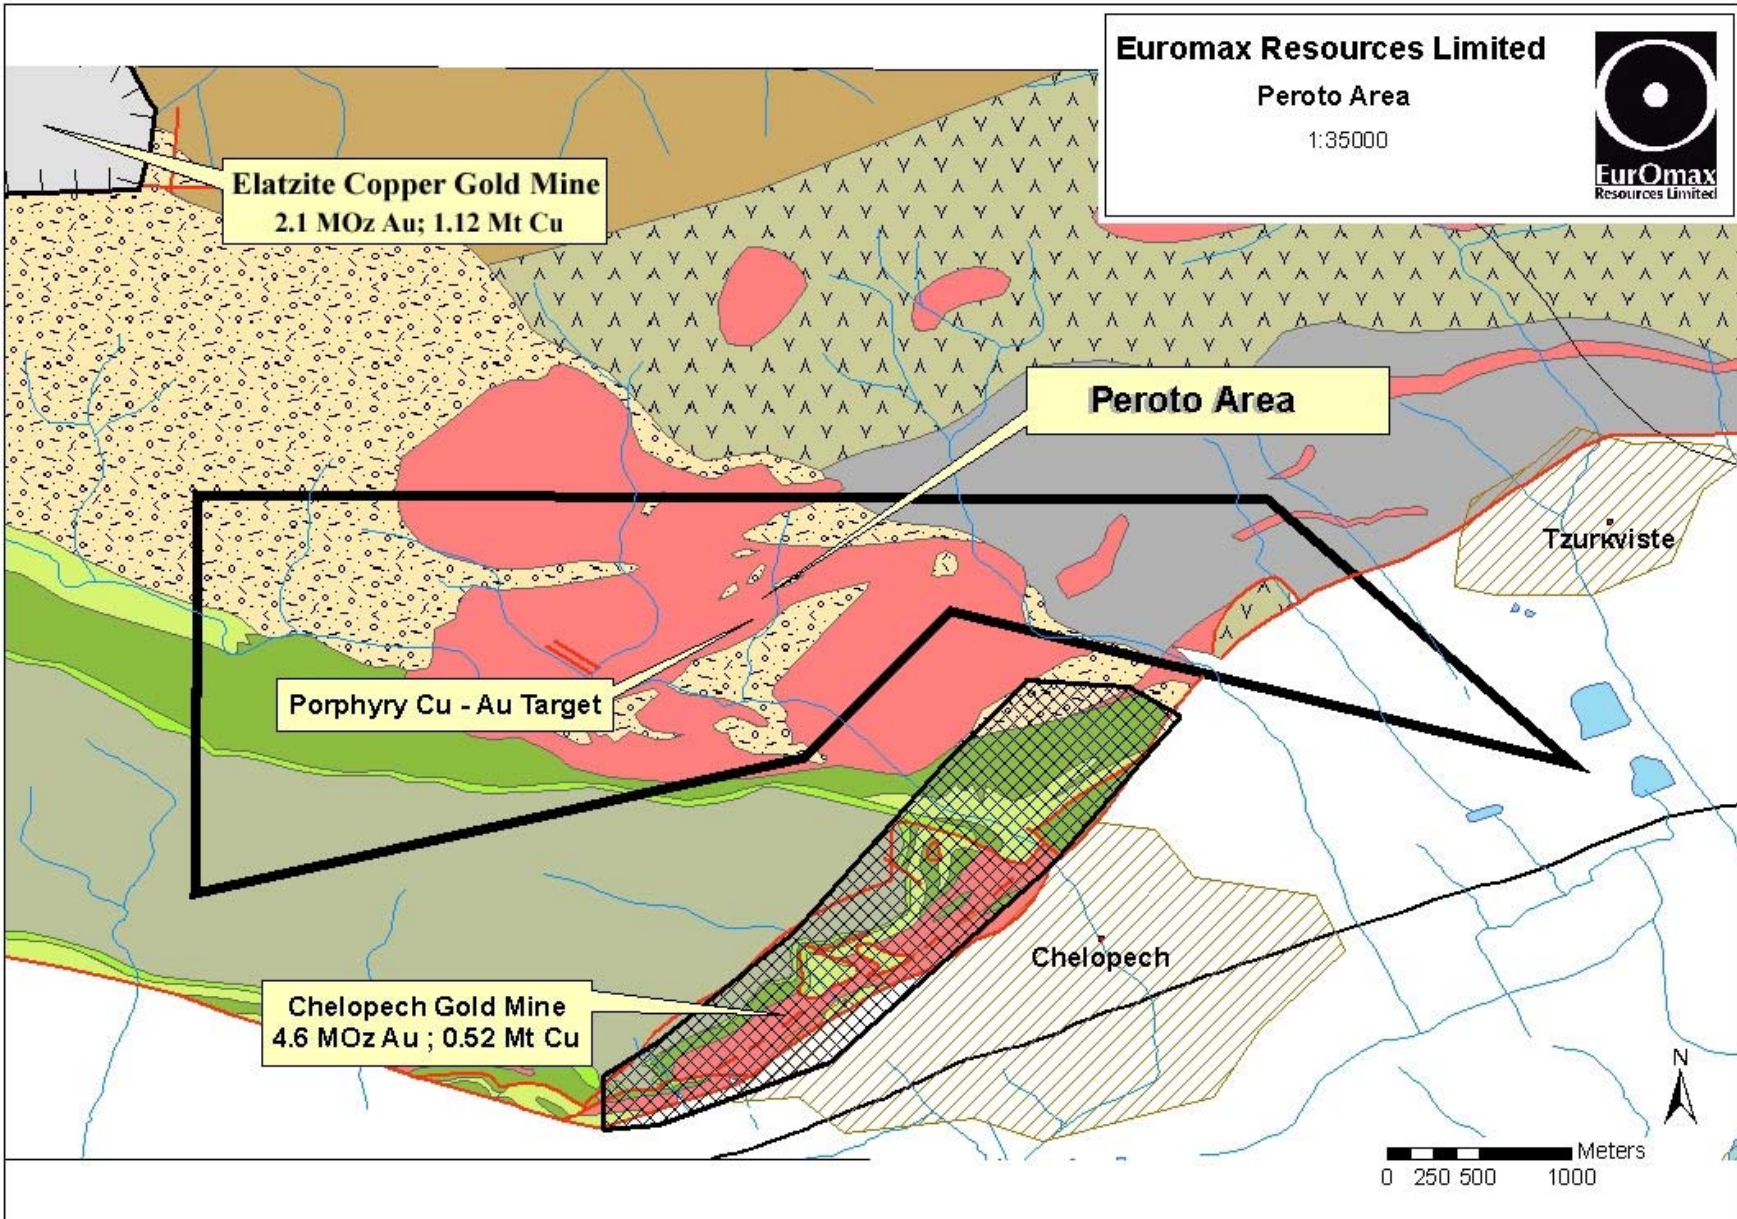 Euromax Resources Limited
Peroto Area
1:35000
EurOmax
Resources Limited
Elatzite Copper Gold Mine
2.1 MOz Au; 1.12 Mt Cu
Peroto Area
Tzurkviste
Porphyry Cu - Au Target
Chelopech
Chelopech Gold Mine
4.6 MOz Au ; 0.52 Mt Cu
N
Meters
0 250 500 1000